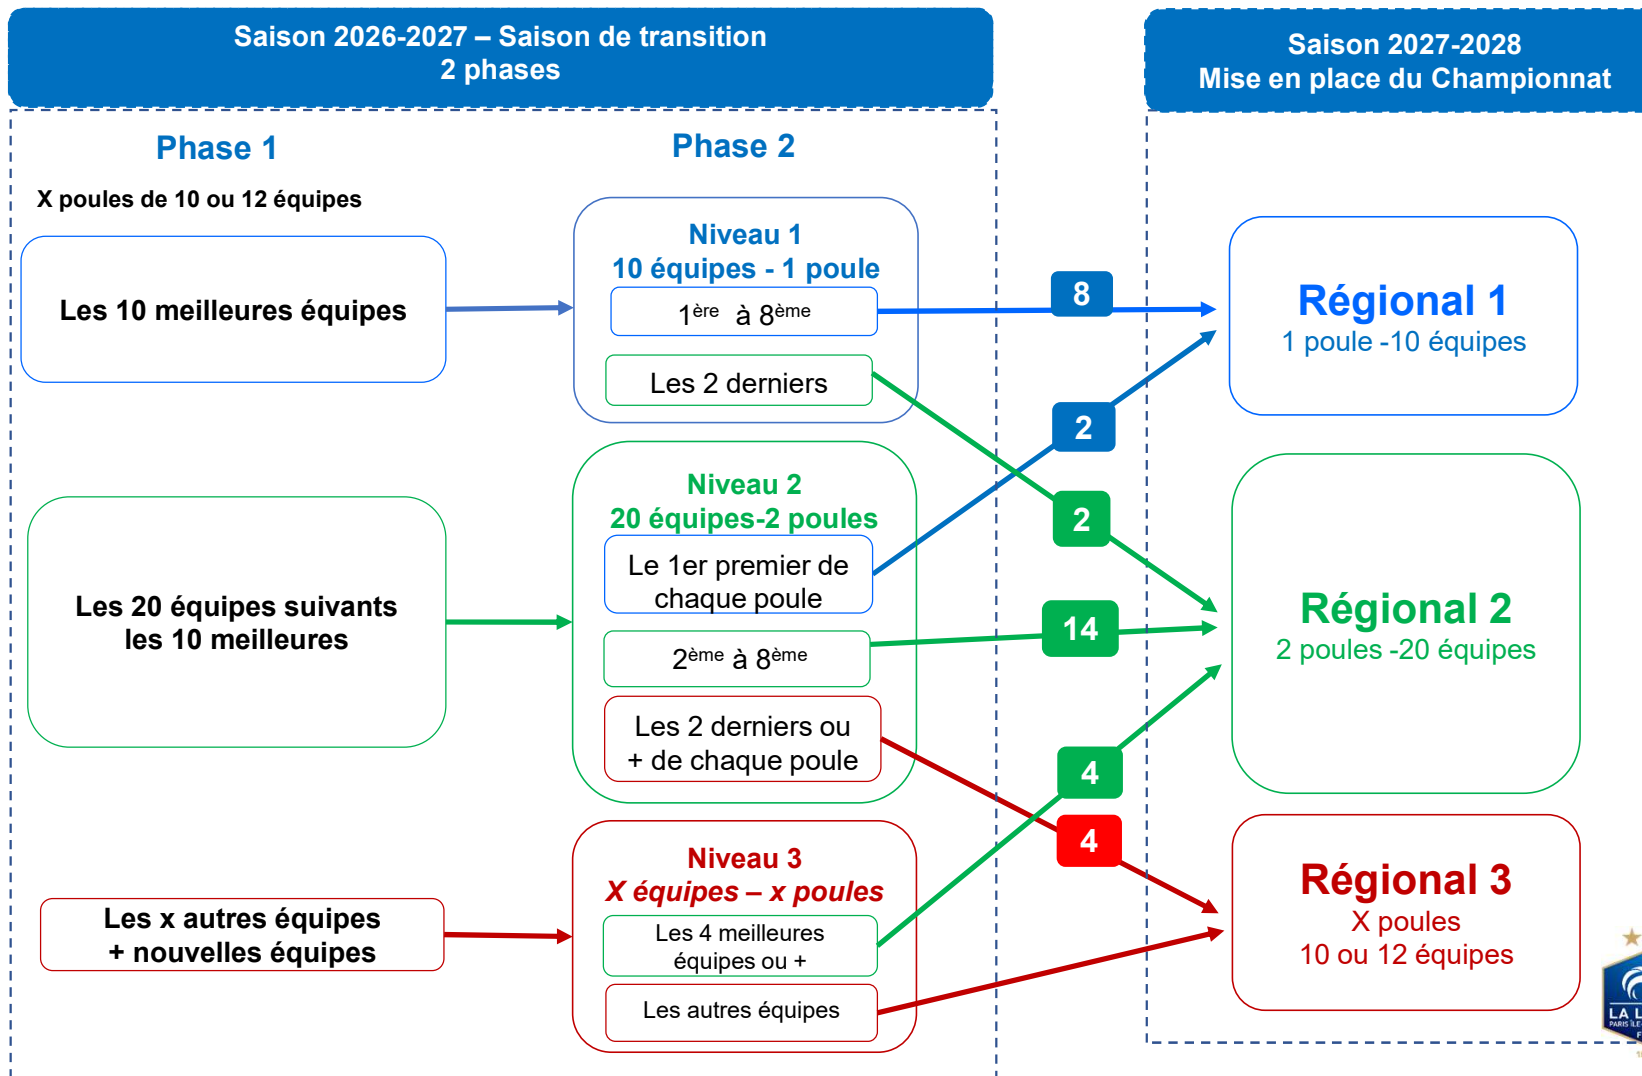 Saison 2026-2027 – Saison de transition
2 phases
Saison 2027-2028
Mise en place du Championnat
Phase 1
X poules de 10 ou 12 équipes
Les 10 meilleures équipes
Les 20 équipes suivants
les 10 meilleures
Les x autres équipes
+ nouvelles équipes
Phase 2
Niveau 1
10 équipes - 1 poule
1ère à 8ème
Les 2 derniers
Niveau 2
20 équipes-2 poules
Le 1er premier de
chaque poule
2ème à 8ème
Les 2 derniers ou
+ de chaque poule
Niveau 3
X équipes – x poules
Les 4 meilleures
équipes ou +
Les autres équipes
8
2
2
14
4
4
Régional 1
1 poule -10 équipes
Régional 2
2 poules -20 équipes
Régional 3
X poules
10 ou 12 équipes